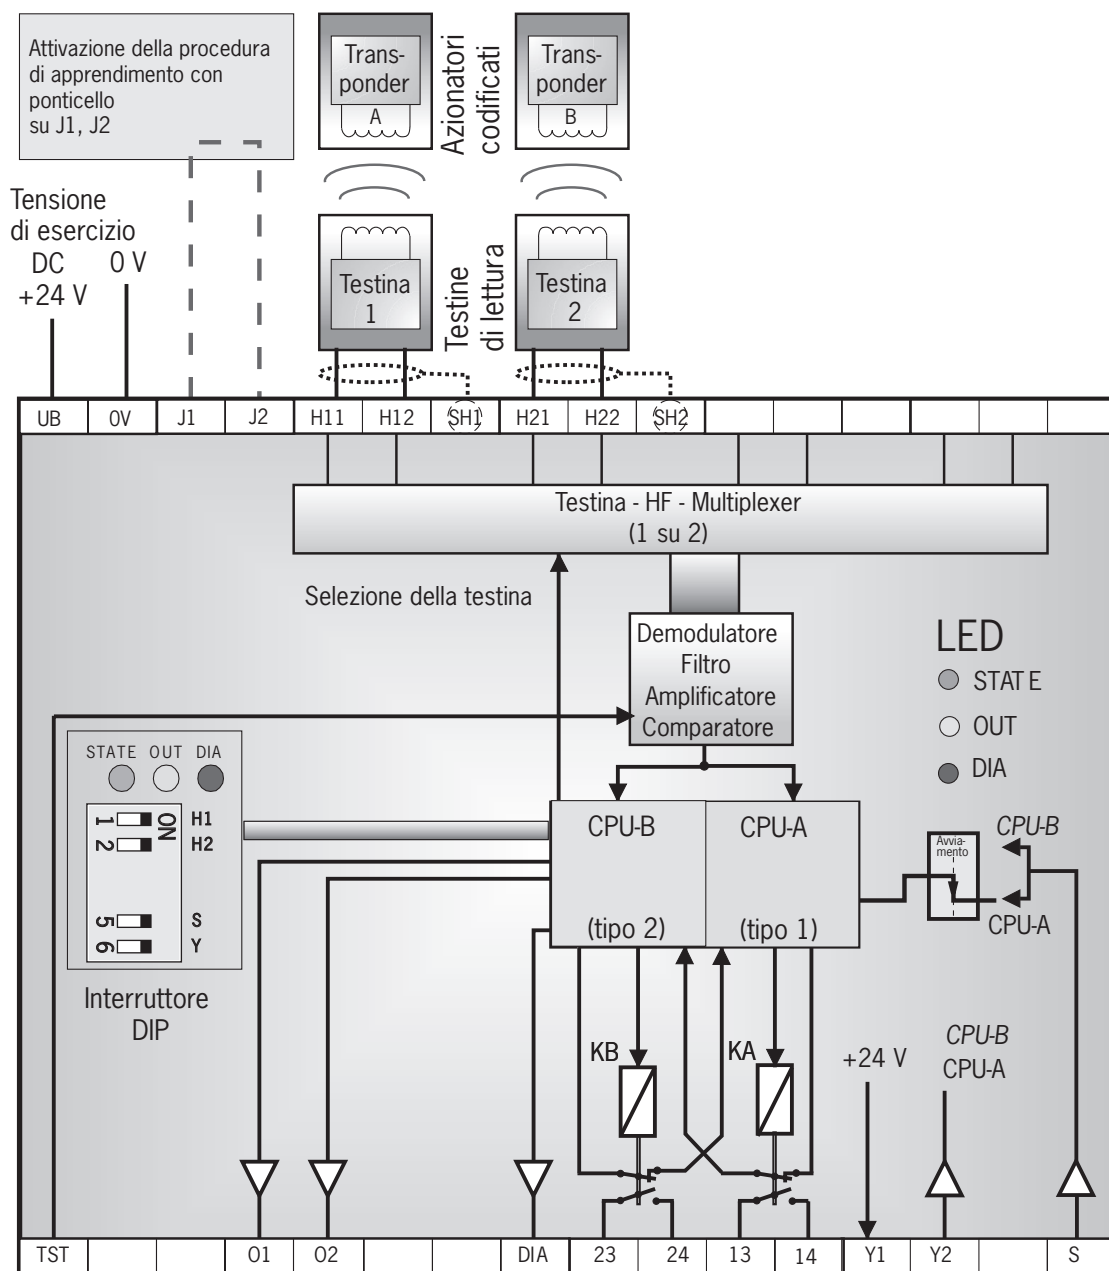 Attivazione della procedura
di apprendimento con
ponticello
su J1, J2
Trans-
ponder
A
Azionatori
codificati
Trans-
ponder
B
Tensione
di esercizio
DC
+24 V
0 V
Testina
1
Testine
di lettura
Testina
2
UB
0V
J1
J2
H11
H12
SH1
H21
H22
SH2
Testina - HF - Multiplexer
(1 su 2)
Selezione della testina
Demodulatore
Filtro
Amplificatore
Comparatore
LED
STATE
OUT
DIA
STATE OUT DIA
1
ON
H1
2
H2
5
S
6
Y
Interruttore
DIP
CPU-B
(tipo 2)
CPU-A
(tipo 1)
Avvia-
mento
CPU-B
CPU-A
KB
KA
+24 V
CPU-B
CPU-A
TST
O1
O2
DIA
23
24
13
14
Y1
Y2
S